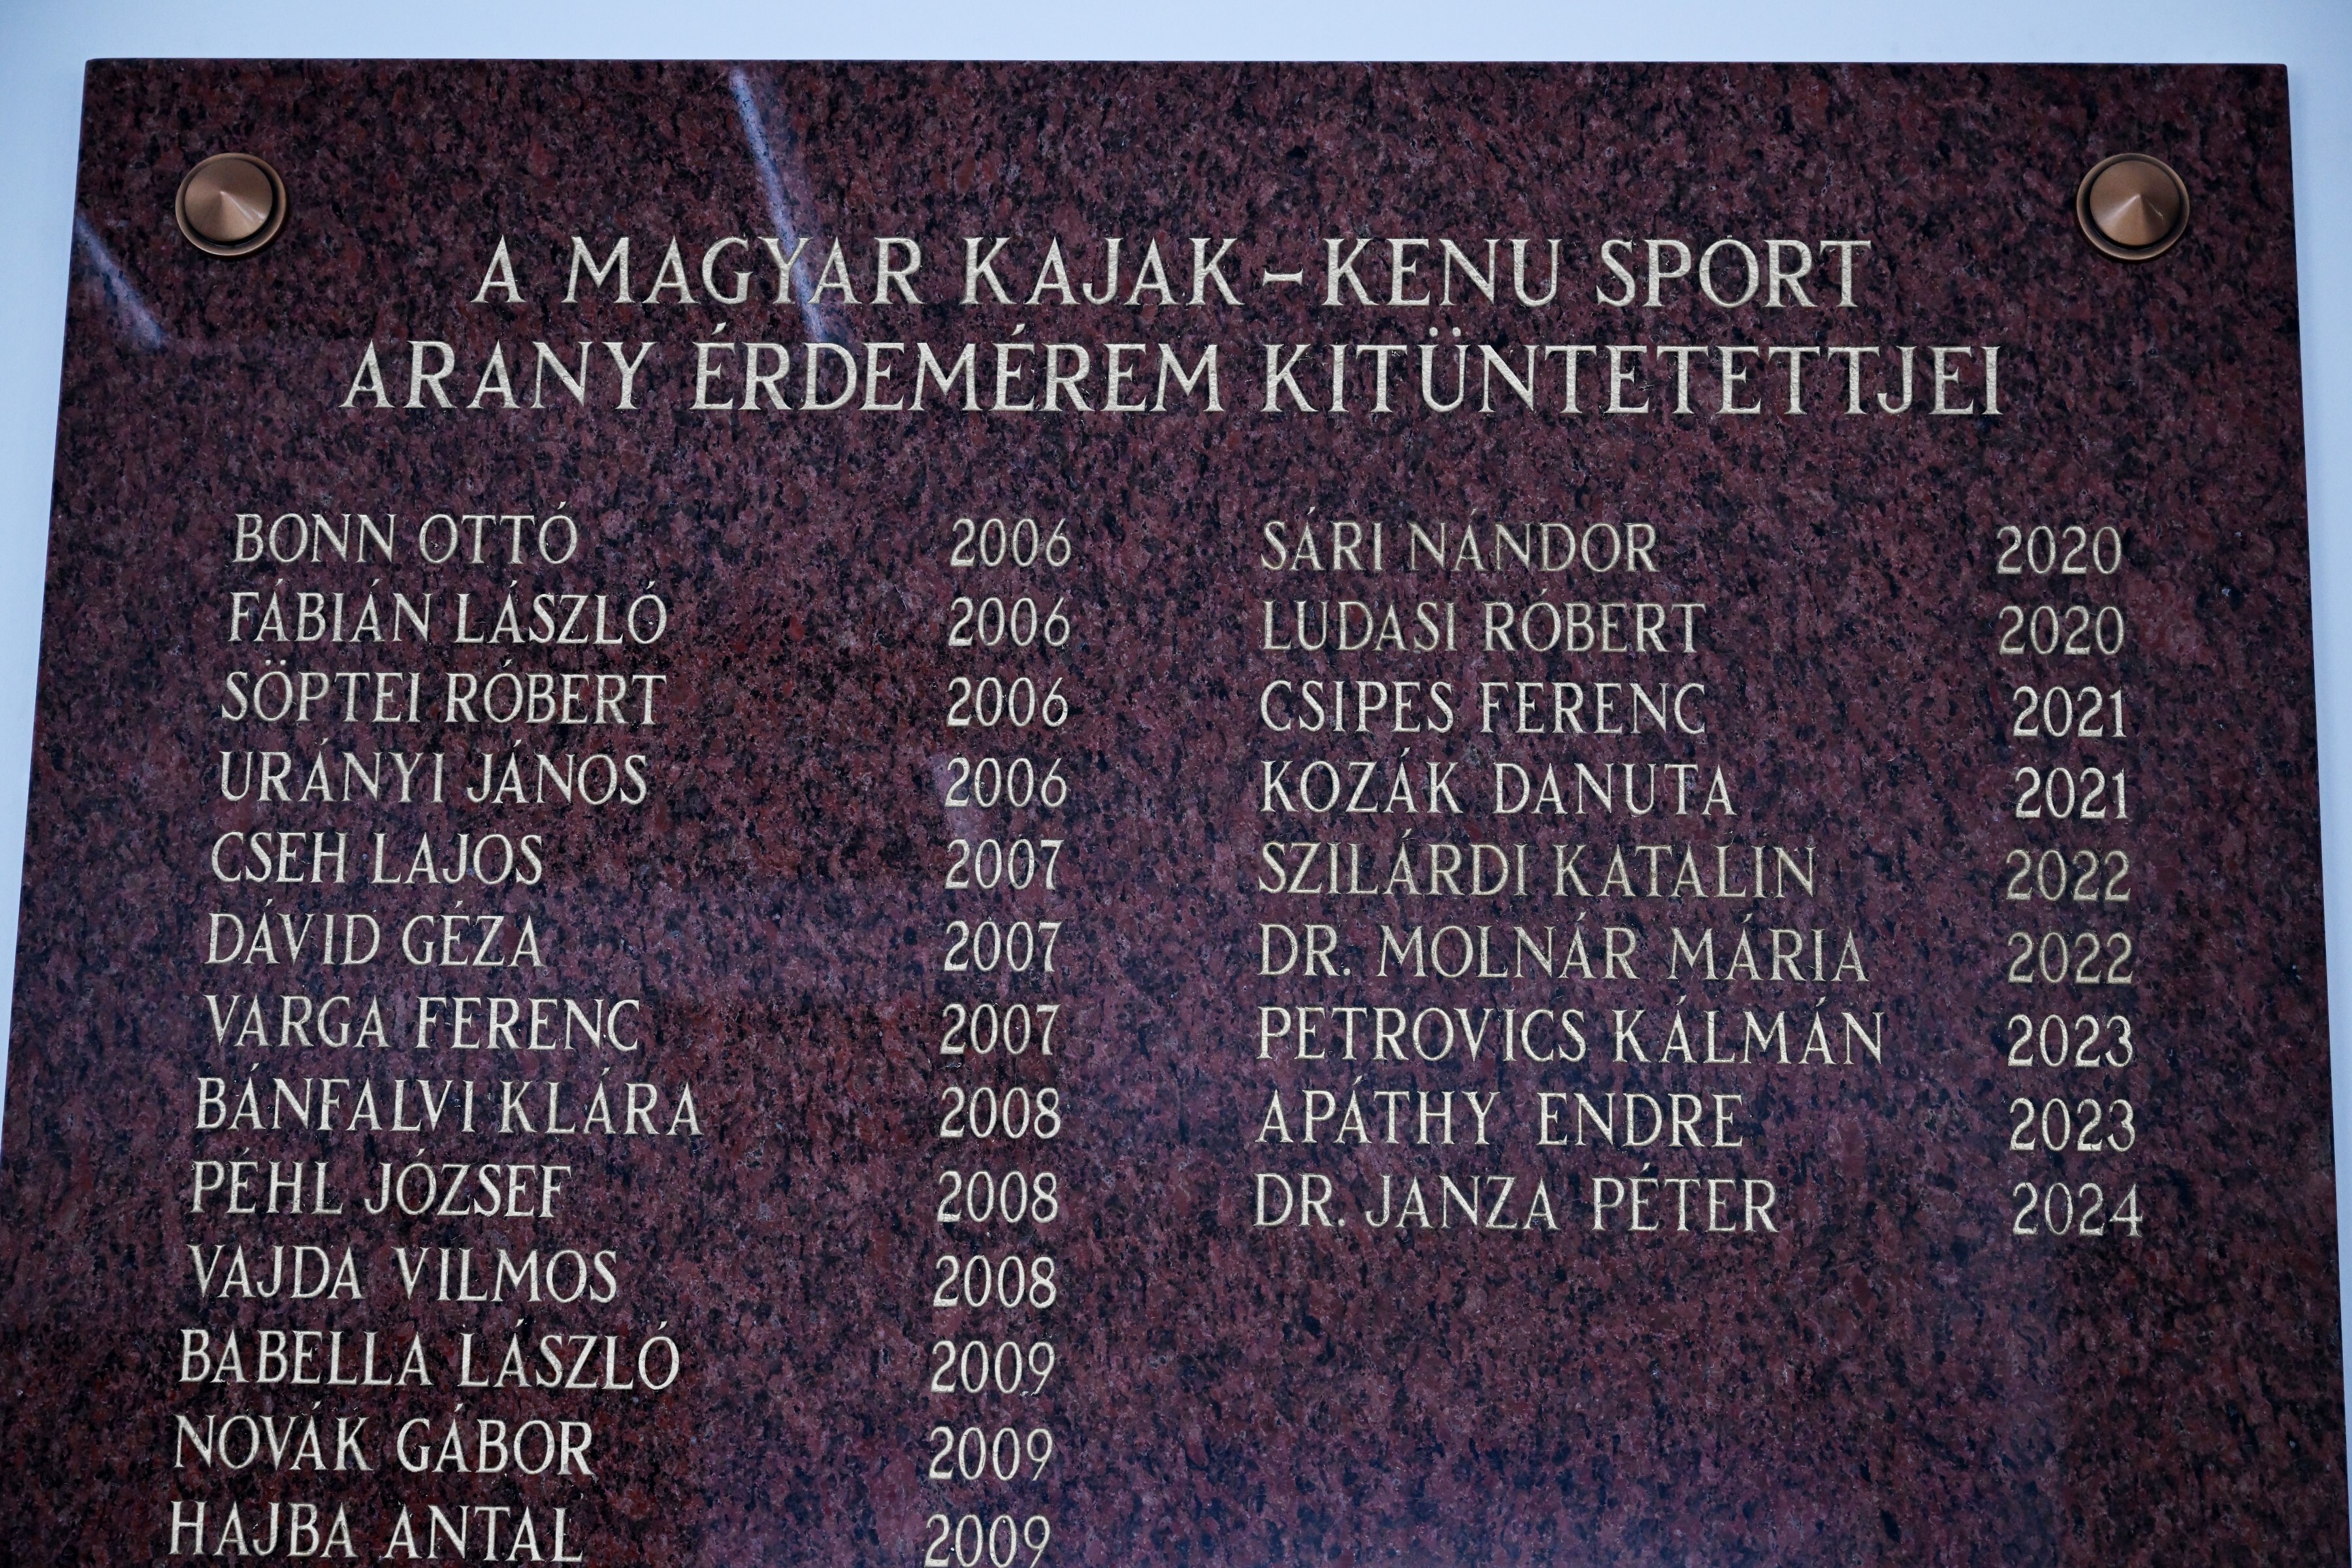 A MAGYAR KAJAK-KENU SPORT
ARANY ÉRDEMÉREM KITÜNTETETTJEI
BONN OTTÓ 2006
FÁBIÁN LÁSZLÓ 2006
SÖPTEI RÓBERT 2006
URÁNYI JÁNOS 2006
CSEH LAJOS 2007
DÁVID GÉZA 2007
VARGA FERENC 2007
BÁNFALVI KLÁRA 2008
PÉHL JÓZSEF 2008
VAJDA VILMOS 2008
BABELLA LÁSZLÓ 2009
NOVÁK GÁBOR 2009
HAJBA ANTAL 2009
SÁRI NÁNDOR 2020
LUDASI RÓBERT 2020
CSIPES FERENC 2021
KOZÁK DANUTA 2021
SZILÁRDI KATALIN 2022
DR. MOLNÁR MÁRIA 2022
PETROVICS KÁLMÁN 2023
APÁTHY ENDRE 2023
DR. JANZA PÉTER 2024